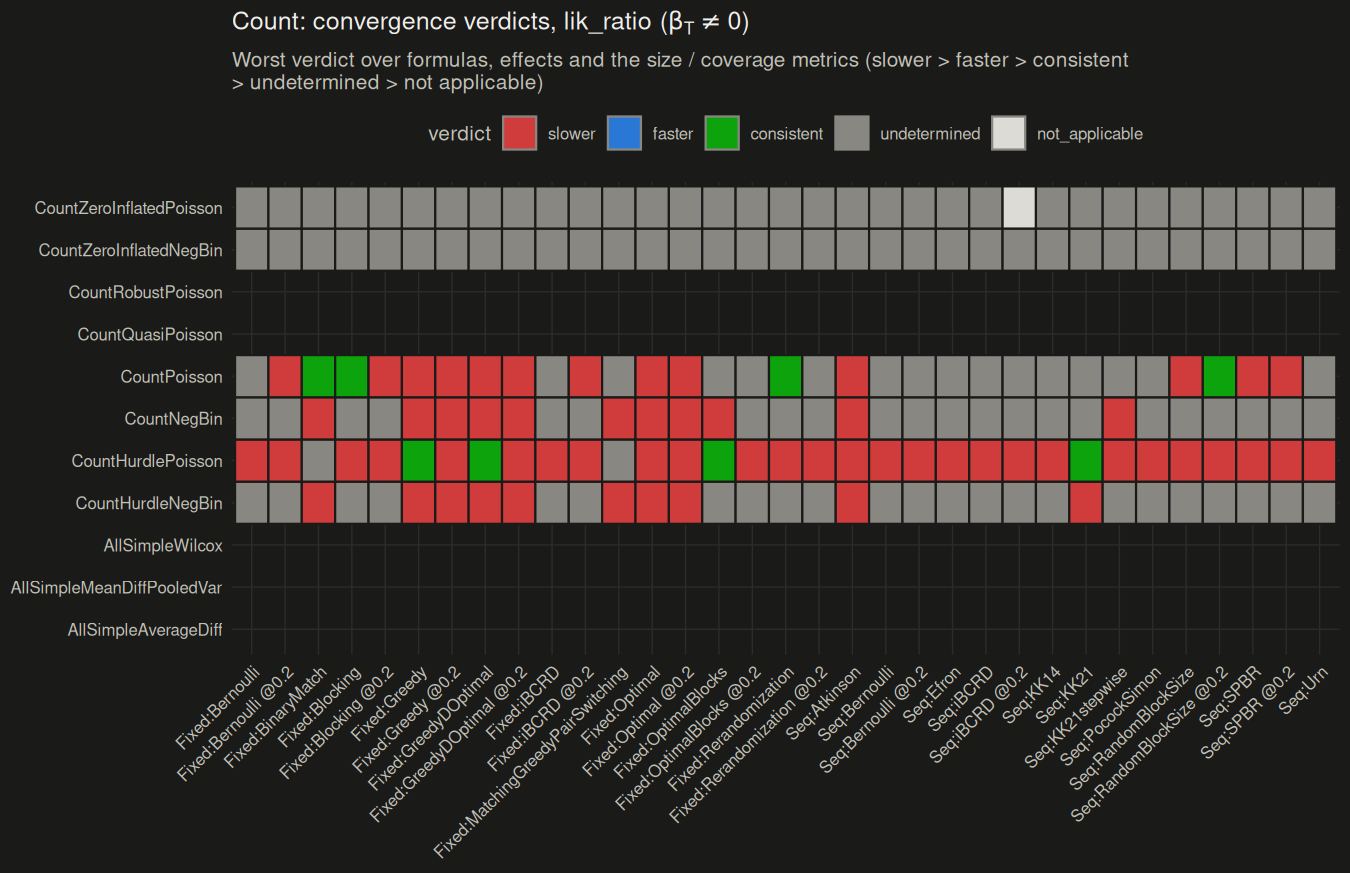 Count: convergence verdicts, lik_ratio (βT ≠ 0)
Worst verdict over formulas, effects and the size / coverage metrics (slower > faster > consistent
> undetermined > not applicable)
verdict slower faster consistent undetermined not_applicable
CountZeroInflatedPoisson
CountZeroInflatedNegBin
CountRobustPoisson
CountQuasiPoisson
CountPoisson
CountNegBin
CountHurdlePoisson
CountHurdleNegBin
AllSimpleWilcox
AllSimpleMeanDiffPooledVar
AllSimpleAverageDiff
Fixed:Bernoulli
Fixed:Bernoulli @0.2
Fixed:BinaryMatch
Fixed:Blocking
Fixed:Blocking @0.2
Fixed:Greedy
Fixed:Greedy @0.2
Fixed:GreedyDOptimal
Fixed:GreedyDOptimal @0.2
Fixed:iBCRD
Fixed:iBCRD @0.2
Fixed:MatchingGreedyPairSwitching
Fixed:Optimal
Fixed:Optimal @0.2
Fixed:OptimalBlocks
Fixed:OptimalBlocks @0.2
Fixed:Rerandomization
Fixed:Rerandomization @0.2
Seq:Atkinson
Seq:Bernoulli
Seq:Bernoulli @0.2
Seq:Efron
Seq:iBCRD
Seq:iBCRD @0.2
Seq:KK14
Seq:KK21
Seq:KK21stepwise
Seq:PocockSimon
Seq:RandomBlockSize
Seq:RandomBlockSize @0.2
Seq:SPBR
Seq:SPBR @0.2
Seq:Urn